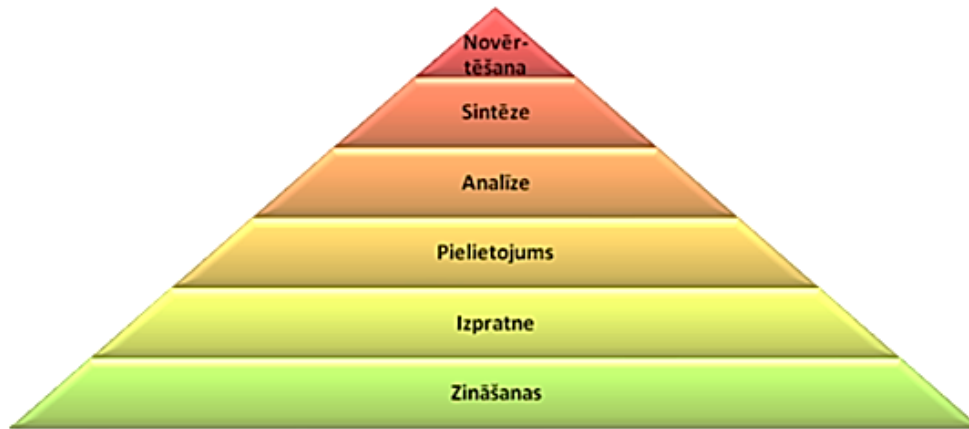 Novēr-
tēšana
Sintēze
Analīze
Pielietojums
Izpratne
Zināšanas